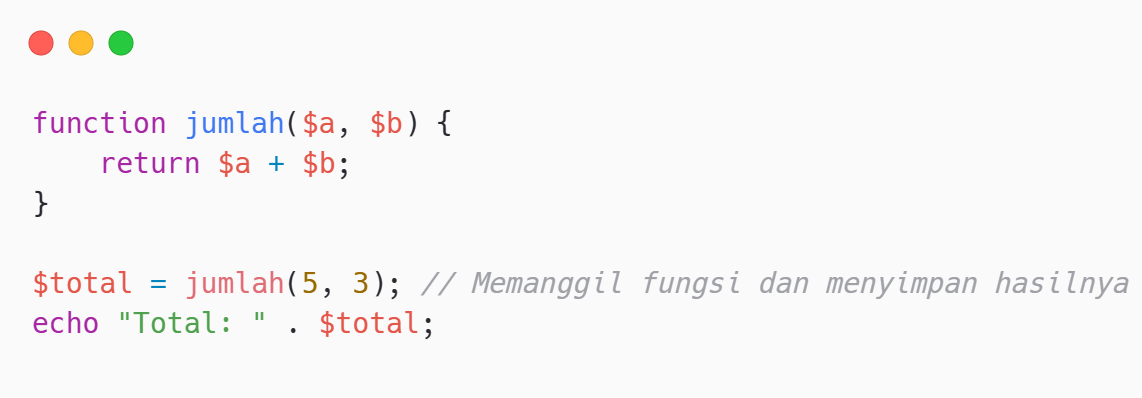 function jumlah($a, $b) {
    return $a + $b;
}

$total = jumlah(5, 3); // Memanggil fungsi dan menyimpan hasilnya
echo "Total: " . $total;